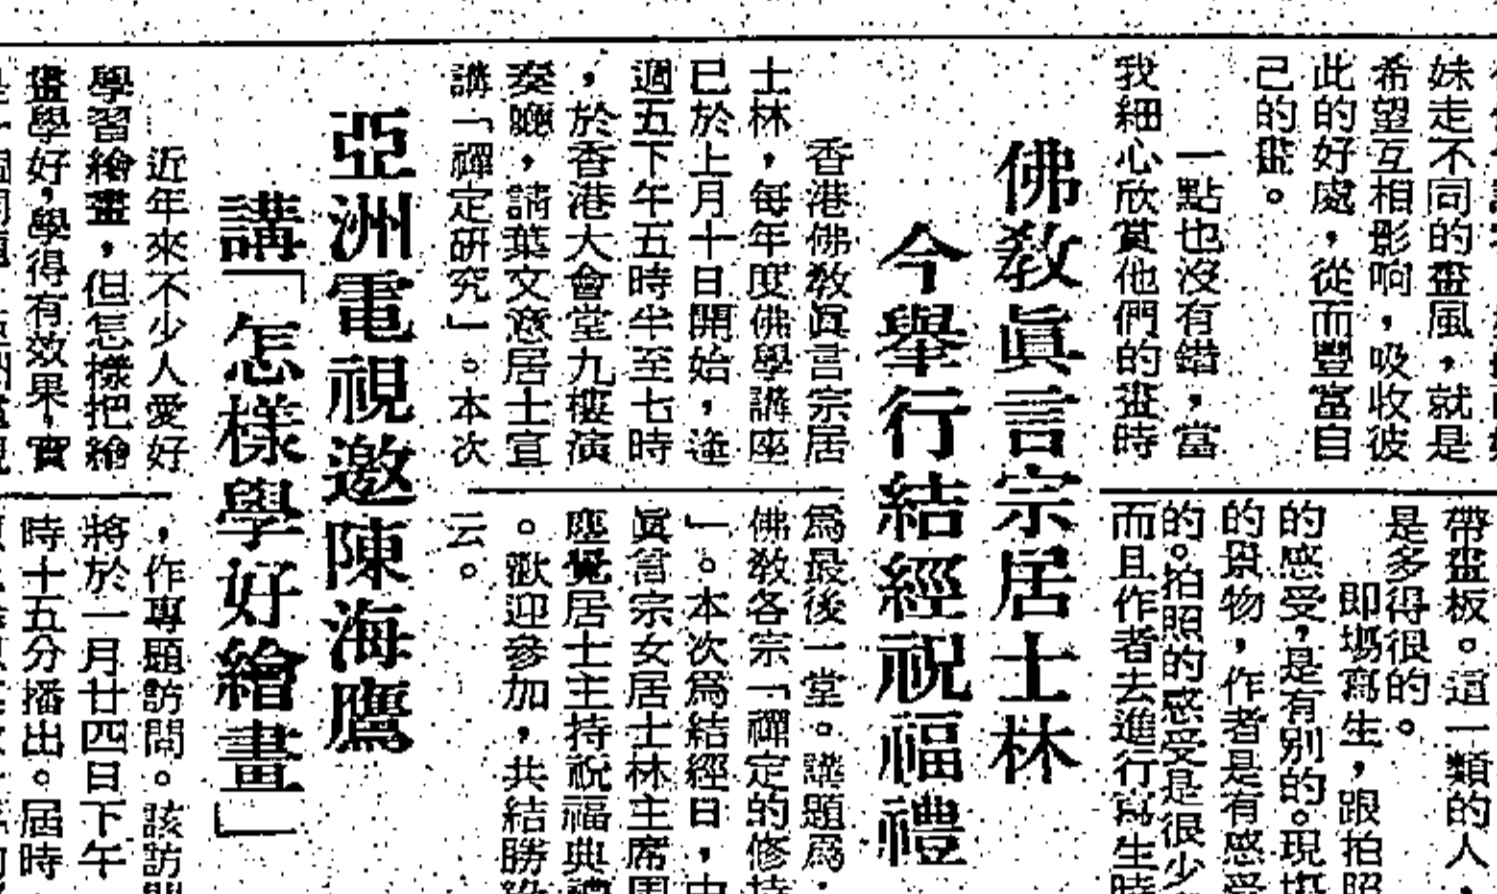 妹走不同的畫風，就是
希望互相影响，吸收彼
此的好處，從而豐富自
己的畫。
一點也沒有錯，當
我細心欣賞他們的畫時
帶畫板。這一類的人
是多得很的。
即塲寫生，跟拍照
的感受，是有别的。現塲
的景物，作者是有感受
的。拍照的感受是很少
而且作者去進行寫生時
佛教眞言宗居士林
今舉行結經祝福禮
香港佛教眞言宗居
士林，每年度佛學講座
已於上月十日開始，逢
週五下午五時半至七時
，於香港大會堂九樓演
奏廳，請葉文意居士宣
講「禪定研究」。本次
爲最後一堂。講題爲：
佛教各宗「禪定的修持
」。本次爲結經日，由
眞言宗女居士林主席周
塵覺居士主持祝福典禮
。歡迎參加，共結勝
云。
亞洲電視邀陳海鷹
講「怎樣學好繪畫」
近年來不少人愛好
學習繪畫，但怎樣把繪
畫學好，學得有效果，實
，作專題訪問。該訪問
將於一月廿四日下午
時十五分播出。屆時